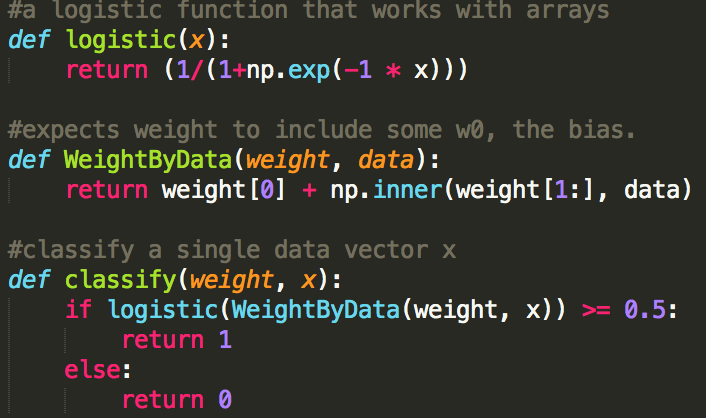 #a logistic function that works with arrays
def logistic(x):
    return (1/(1+np.exp(-1 * x)))
#expects weight to include some w0, the bias.
def WeightByData(weight, data):
    return weight[0] + np.inner(weight[1:], data)
#classify a single data vector x
def classify(weight, x):
    if logistic(WeightByData(weight, x)) >= 0.5:
        return 1
    else:
        return 0